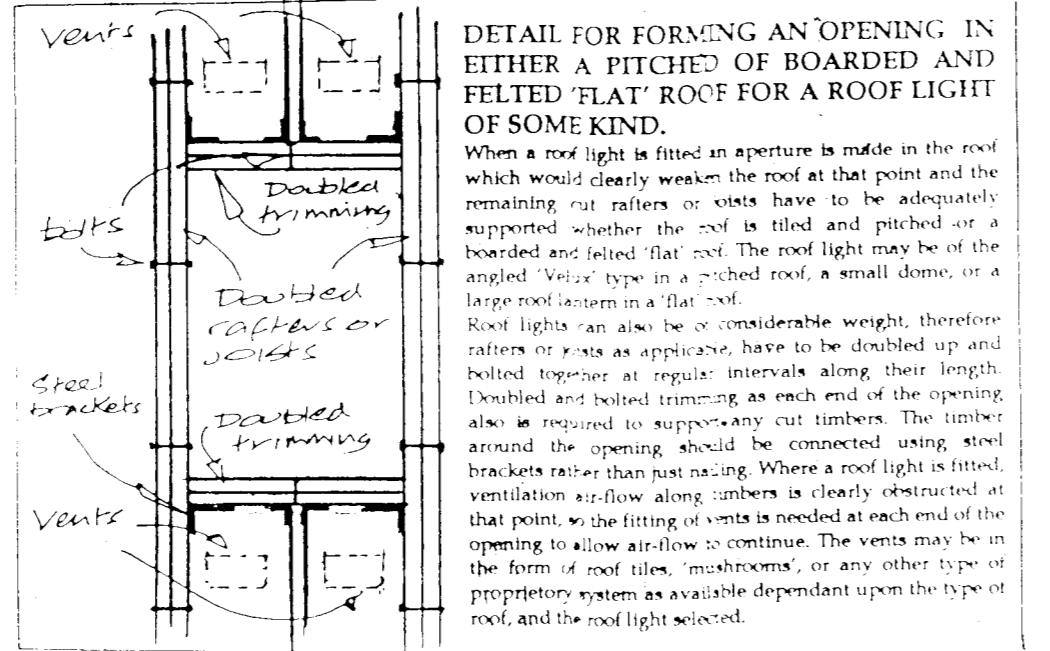 vents
bolts
Doubled
trimming
Doubled
rafters or
joists
Steel
brackets
Doubled
trimming
vents
DETAIL FOR FORMING AN OPENING IN
EITHER A PITCHED OF BOARDED AND
FELTED 'FLAT' ROOF FOR A ROOF LIGHT
OF SOME KIND.
When a roof light is fitted an aperture is made in the roof
which would clearly weaken the roof at that point and the
remaining cut rafters or joists have to be adequately
supported whether the roof is tiled and pitched or a
boarded and felted 'flat' roof. The roof light may be of the
angled 'Velux' type in a pitched roof, a small dome, or a
large roof lantern in a 'flat' roof.
Roof lights can also be of considerable weight, therefore
rafters or joists as applicable, have to be doubled up and
bolted together at regular intervals along their length.
Doubled and bolted trimming as each end of the opening
also is required to support any cut timbers. The timber
around the opening should be connected using steel
brackets rather than just nailing. Where a roof light is fitted,
ventilation air-flow along timbers is clearly obstructed at
that point, so the fitting of vents is needed at each end of the
opening to allow air-flow to continue. The vents may be in
the form of roof tiles, 'mushrooms', or any other type of
proprietory system as available dependant upon the type of
roof, and the roof light selected.